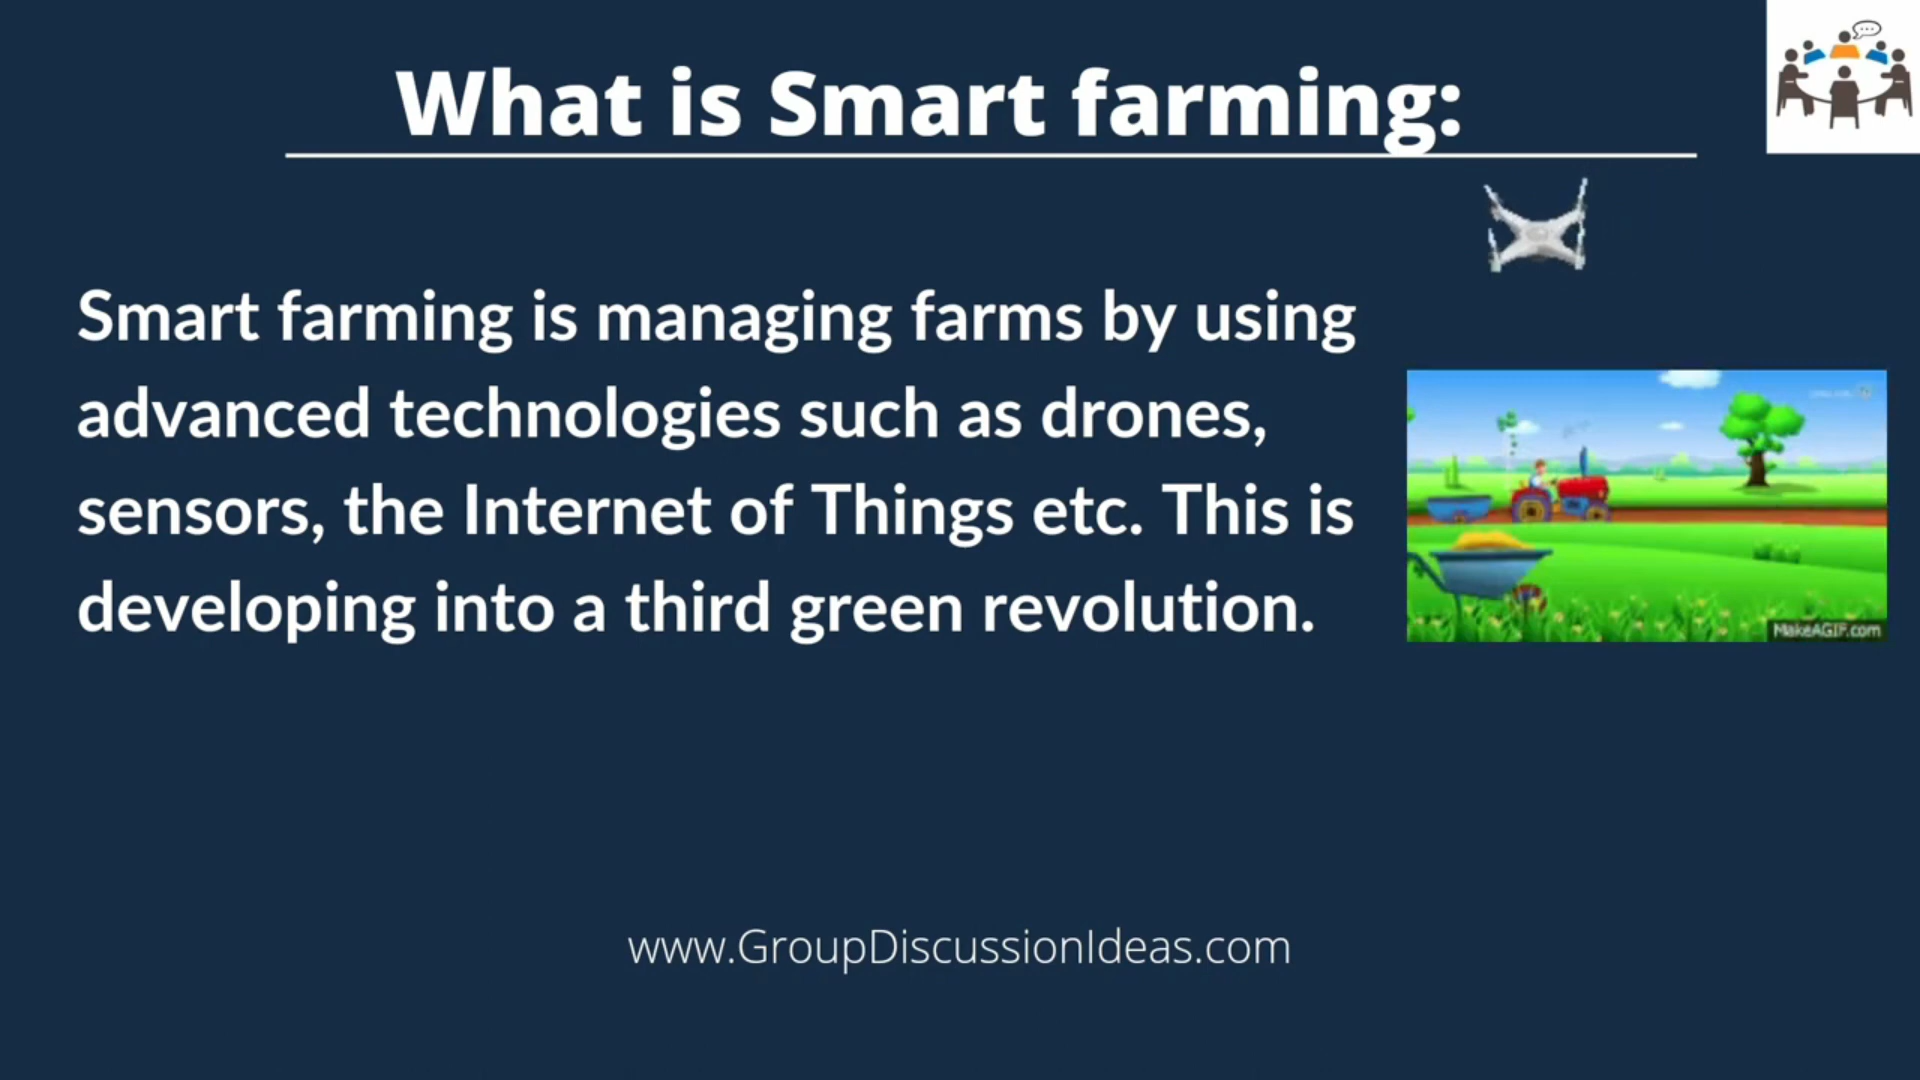 What is Smart farming:
Smart farming is managing farms by using
advanced technologies such as drones,
sensors, the Internet of Things etc. This is
developing into a third green revolution.
MakeAGIF.com
www.GroupDiscussionIdeas.com